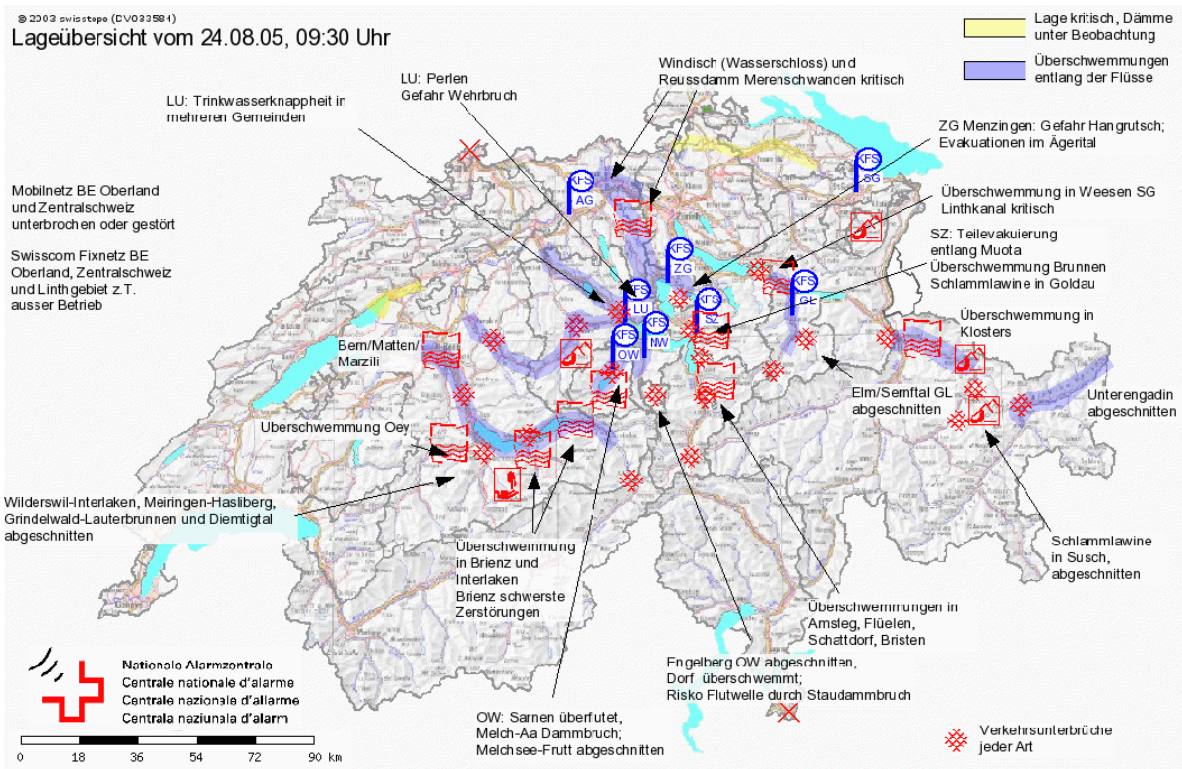 © 2003 swisstopo (DV033584)
Lageübersicht vom 24.08.05, 09:30 Uhr
Lage kritisch, Dämme
unter Beobachtung
Überschwemmungen
entlang der Flüsse
Windisch (Wasserschloss) und
Reussdamm Merenschwanden kritisch
LU: Perlen
Gefahr Wehrbruch
LU: Trinkwasserknappheit in
mehreren Gemeinden
ZG Menzingen: Gefahr Hangrutsch;
Evakuationen im Ägerital
Mobilnetz BE Oberland
und Zentralschweiz
unterbrochen oder gestört
Überschwemmung in Weesen SG
Linthkanal kritisch
SZ: Teilevakuierung
entlang Muota
Überschwemmung Brunnen
Schlammlawine in Goldau
Swisscom Fixnetz BE
Oberland, Zentralschweiz
und Linthgebiet z.T.
ausser Betrieb
KFS
AG
KFS
SG
KFS
ZG
KFS
GL
KFS
LU
KFS
SZ
KFS
NW
KFS
OW
Überschwemmung in
Klosters
Bern/Matten/
Marzili
Elm/Sernftal GL
abgeschnitten
Unterengadin
abgeschnitten
Überschwemmung Oey
Wilderswil-Interlaken, Meiringen-Hasliberg,
Grindelwald-Lauterbrunnen und Diemtigtal
abgeschnitten
Überschwemmung
in Brienz und
Interlaken
Brienz schwerste
Zerstörungen
Schlammlawine
in Susch,
abgeschnitten
Überschwemmungen in
Amsteg, Flüelen,
Schattdorf, Bristen
Engelberg OW abgeschnitten,
Dorf überschwemmt;
Risko Flutwelle durch Staudammbruch
OW: Sarnen überfutet,
Melch-Aa Dammbruch;
Melchsee-Frutt abgeschnitten
Nationale Alarmzentrale
Centrale nationale d'alarme
Centrale nazionale d'allarme
Centrala naziunala d'alarm
0 18 36 54 72 90 km
Verkehrsunterbrüche
jeder Art